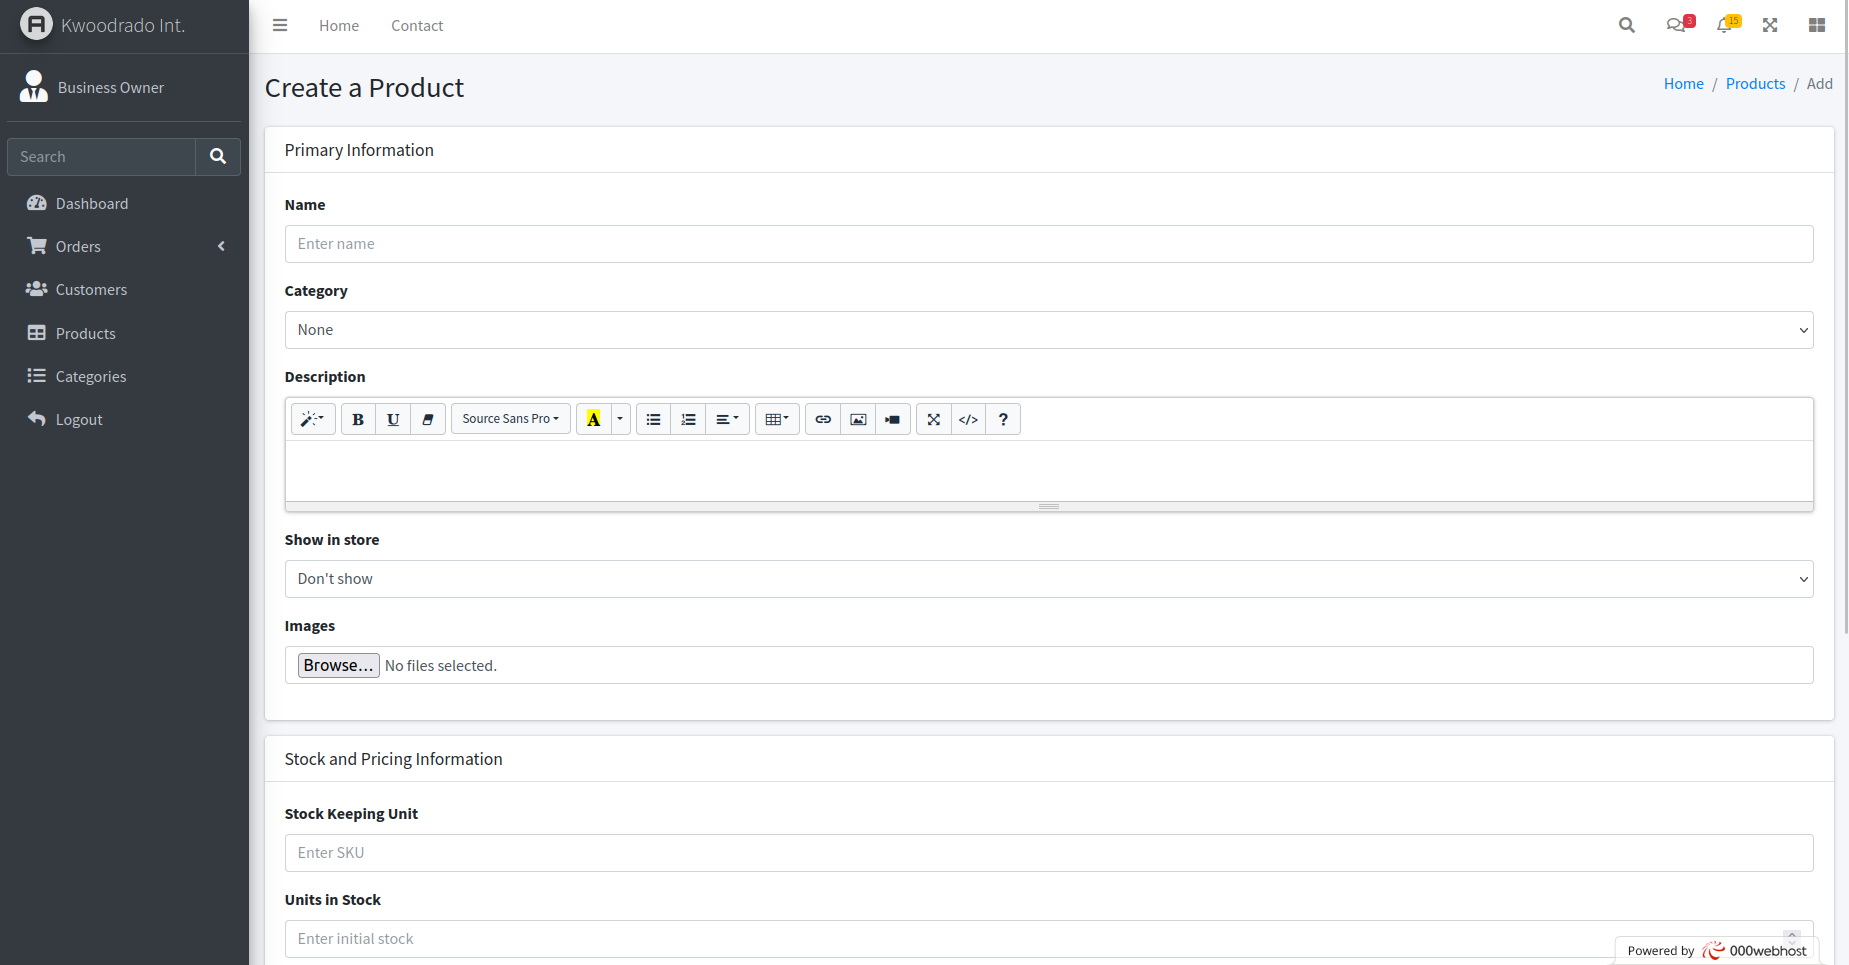 Kwoodrado Int.
Home
Contact
3
15
Business Owner
Create a Product
Home / Products / Add
Search
Dashboard
Orders
Customers
Products
Categories
Logout
Primary Information
Name
Enter name
Category
None
Description
B U Source Sans Pro A </> ?
Show in store
Don't show
Images
Browse... No files selected.
Stock and Pricing Information
Stock Keeping Unit
Enter SKU
Units in Stock
Enter initial stock
Powered by 000webhost